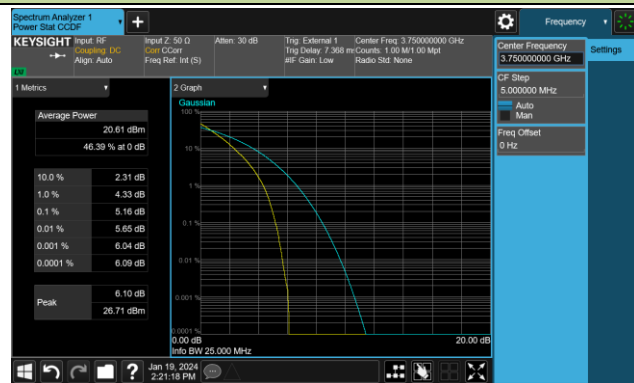 Spectrum Analyzer 1
Power Stat CCDF
Frequency
KEYSIGHT
Input: RF
Coupling: DC
Align: Auto
Input Z: 50 Ω
Corr CCorr
Freq Ref: Int (S)
Atten: 30 dB
Trig: External 1
Trig Delay: 7.368 m
#IF Gain: Low
Center Freq: 3.750000000 GHz
Counts: 1.00 M/1.00 Mpt
Radio Std: None
Center Frequency
3.750000000 GHz
Settings
CF Step
5.000000 MHz
Auto
Man
Freq Offset
0 Hz
1 Metrics
Average Power
20.61 dBm
46.39 % at 0 dB
10.0 % 2.31 dB
1.0 % 4.33 dB
0.1 % 5.16 dB
0.01 % 5.65 dB
0.001 % 6.04 dB
0.0001 % 6.09 dB
Peak
6.10 dB
26.71 dBm
2 Graph
Gaussian
100 %
10 %
1 %
0.1 %
0.01 %
0.001 %
0.0001 %
0.00 dB 20.00 dB
Info BW 25.000 MHz
Jan 19, 2024
2:21:18 PM